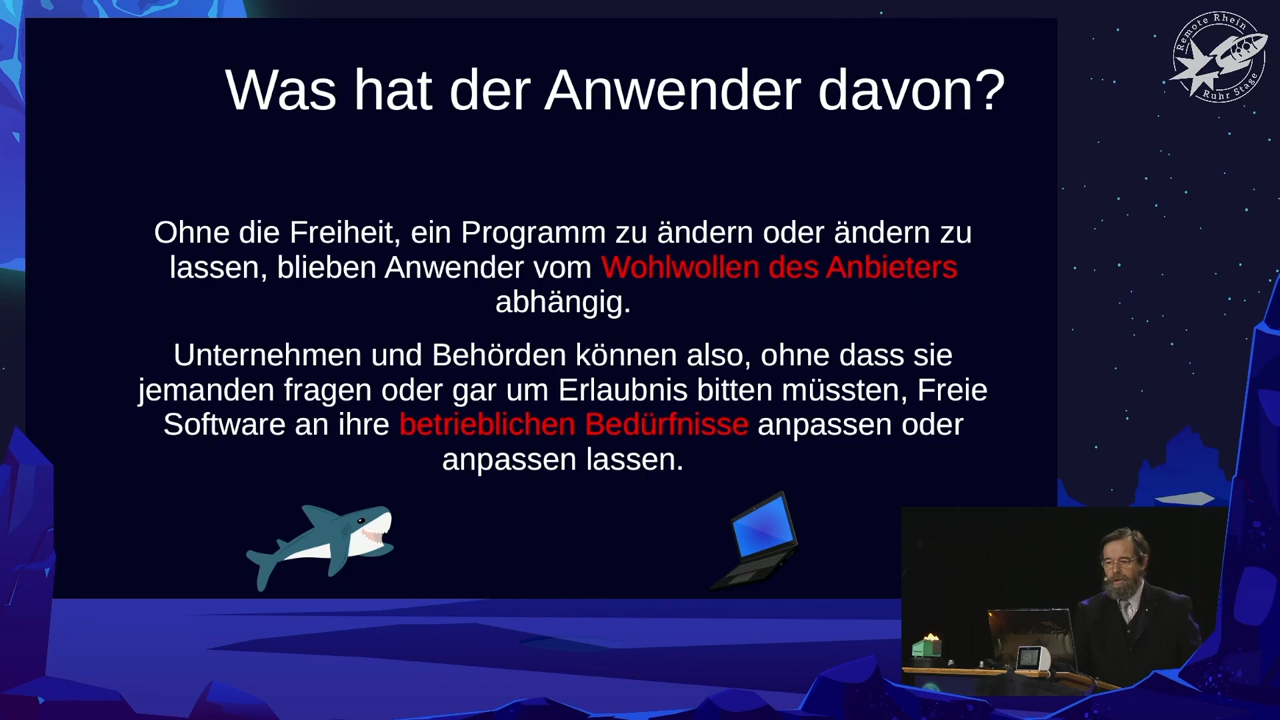 Was hat der Anwender davon?
Ohne die Freiheit, ein Programm zu ändern oder ändern zu
lassen, blieben Anwender vom Wohlwollen des Anbieters
abhängig.
Unternehmen und Behörden können also, ohne dass sie
jemanden fragen oder gar um Erlaubnis bitten müssten, Freie
Software an ihre betrieblichen Bedürfnisse anpassen oder
anpassen lassen.
Remote Rhein
Ruhr Stage